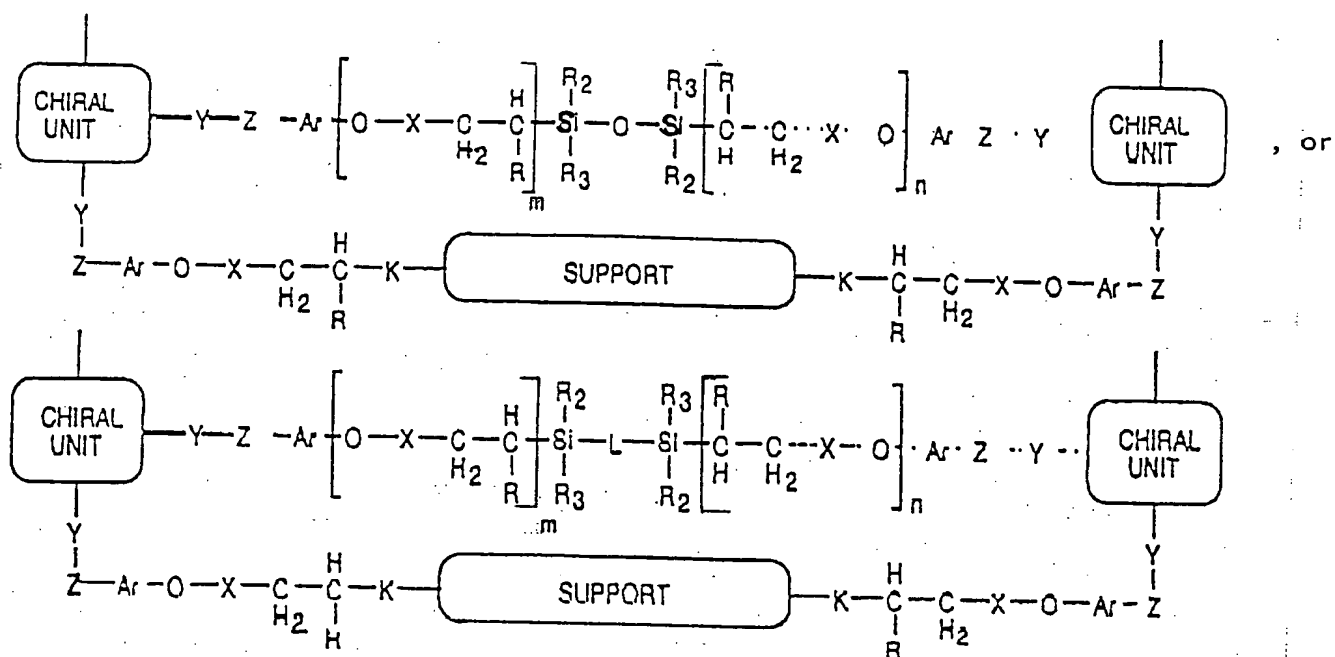 R2 R3 R
CHIRAL UNIT —Y—Z—Ar [ O—X—C—C ] Si—O—Si [ C—C—X—O ] Ar Z Y CHIRAL UNIT , or
H
H2 R m R3 R2 H H2 n
Y Y
H H
Z—Ar—O—X—C—C—K— SUPPORT —K—C—C—X—O—Ar—Z
H2 R R H2
R2 R3 R
CHIRAL UNIT —Y—Z—Ar [ O—X—C—C ] Si—L—Si [ C—C—X—O ] Ar Z Y CHIRAL UNIT
H
H2 R m R3 R2 H H2 n
Y Y
H H
Z—Ar—O—X—C—C—K— SUPPORT —K—C—C—X—O—Ar—Z
H2 H R H2